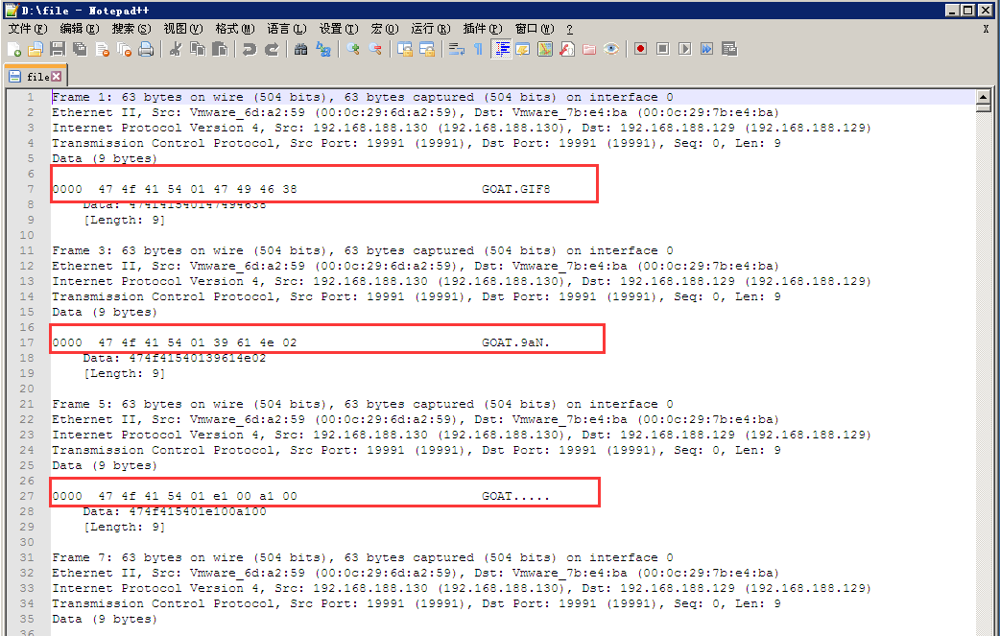 D:\file - Notepad++
文件(F) 编辑(E) 搜索(S) 视图(V) 格式(M) 语言(L) 设置(T) 宏(O) 运行(R) 插件(P) 窗口(W) ? X
file
1 Frame 1: 63 bytes on wire (504 bits), 63 bytes captured (504 bits) on interface 0
2 Ethernet II, Src: Vmware_6d:a2:59 (00:0c:29:6d:a2:59), Dst: Vmware_7b:e4:ba (00:0c:29:7b:e4:ba)
3 Internet Protocol Version 4, Src: 192.168.188.130 (192.168.188.130), Dst: 192.168.188.129 (192.168.188.129)
4 Transmission Control Protocol, Src Port: 19991 (19991), Dst Port: 19991 (19991), Seq: 0, Len: 9
5 Data (9 bytes)
6
7 0000 47 4f 41 54 01 47 49 46 38 GOAT.GIF8
8 Data: 474f41540147494638
9 [Length: 9]
10
11 Frame 3: 63 bytes on wire (504 bits), 63 bytes captured (504 bits) on interface 0
12 Ethernet II, Src: Vmware_6d:a2:59 (00:0c:29:6d:a2:59), Dst: Vmware_7b:e4:ba (00:0c:29:7b:e4:ba)
13 Internet Protocol Version 4, Src: 192.168.188.130 (192.168.188.130), Dst: 192.168.188.129 (192.168.188.129)
14 Transmission Control Protocol, Src Port: 19991 (19991), Dst Port: 19991 (19991), Seq: 0, Len: 9
15 Data (9 bytes)
16
17 0000 47 4f 41 54 01 39 61 4e 02 GOAT.9aN.
18 Data: 474f41540139614e02
19 [Length: 9]
20
21 Frame 5: 63 bytes on wire (504 bits), 63 bytes captured (504 bits) on interface 0
22 Ethernet II, Src: Vmware_6d:a2:59 (00:0c:29:6d:a2:59), Dst: Vmware_7b:e4:ba (00:0c:29:7b:e4:ba)
23 Internet Protocol Version 4, Src: 192.168.188.130 (192.168.188.130), Dst: 192.168.188.129 (192.168.188.129)
24 Transmission Control Protocol, Src Port: 19991 (19991), Dst Port: 19991 (19991), Seq: 0, Len: 9
25 Data (9 bytes)
26
27 0000 47 4f 41 54 01 e1 00 a1 00 GOAT.....
28 Data: 474f415401e100a100
29 [Length: 9]
30
31 Frame 7: 63 bytes on wire (504 bits), 63 bytes captured (504 bits) on interface 0
32 Ethernet II, Src: Vmware_6d:a2:59 (00:0c:29:6d:a2:59), Dst: Vmware_7b:e4:ba (00:0c:29:7b:e4:ba)
33 Internet Protocol Version 4, Src: 192.168.188.130 (192.168.188.130), Dst: 192.168.188.129 (192.168.188.129)
34 Transmission Control Protocol, Src Port: 19991 (19991), Dst Port: 19991 (19991), Seq: 0, Len: 9
35 Data (9 bytes)
36